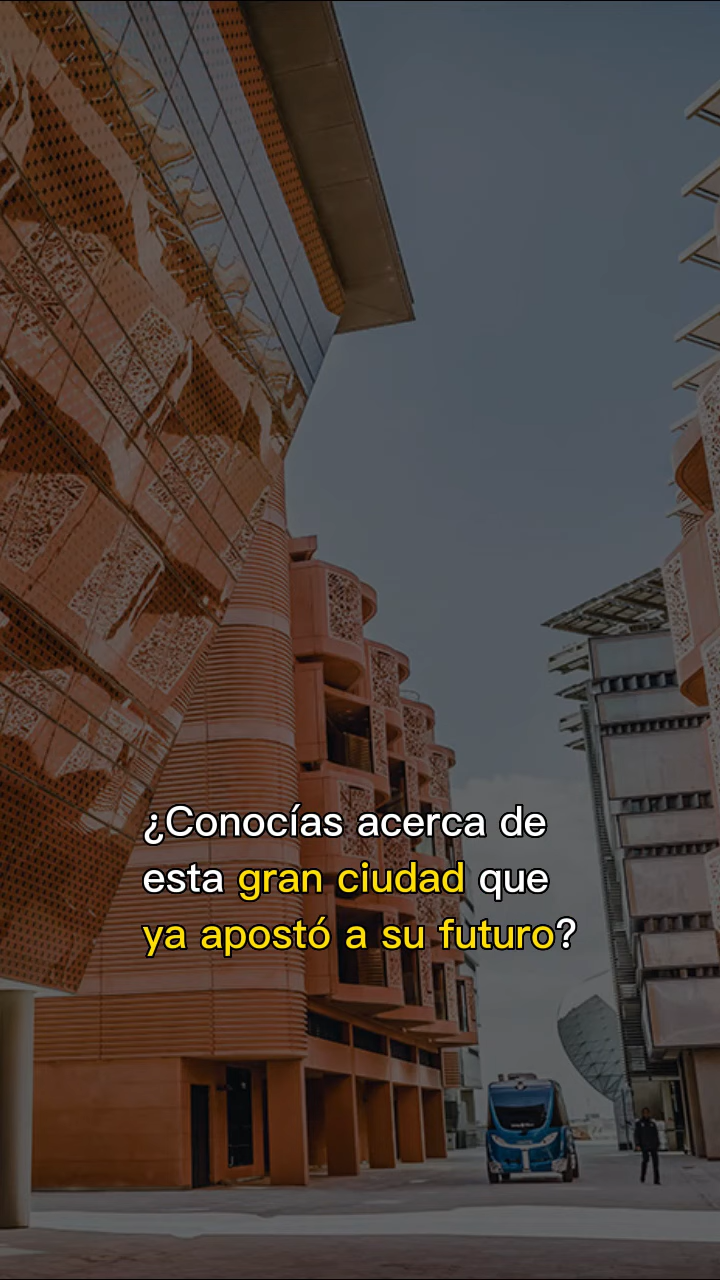 ¿Conocías acerca de
esta gran ciudad que
ya apostó a su futuro?